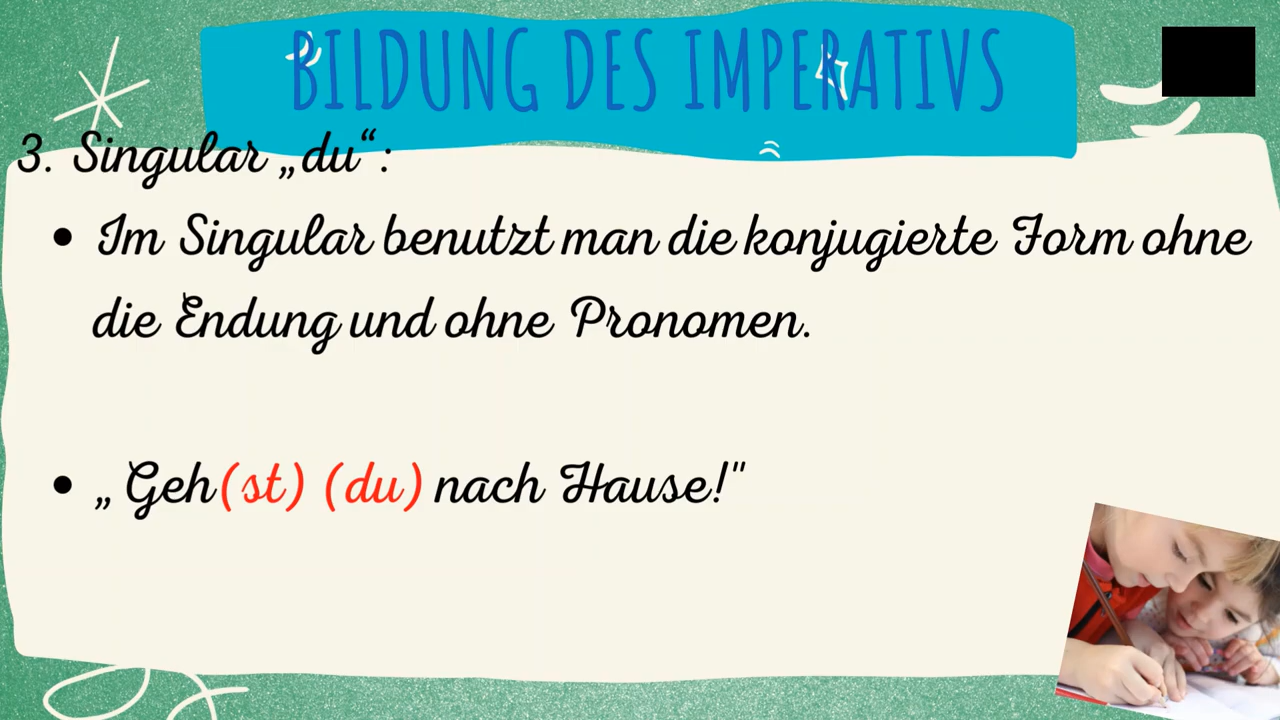 BILDUNG DES IMPERATIVS
3. Singular „du“:
• Im Singular benutzt man die konjugierte Form ohne
die Endung und ohne Pronomen.
• „Geh(st) (du) nach Hause!"